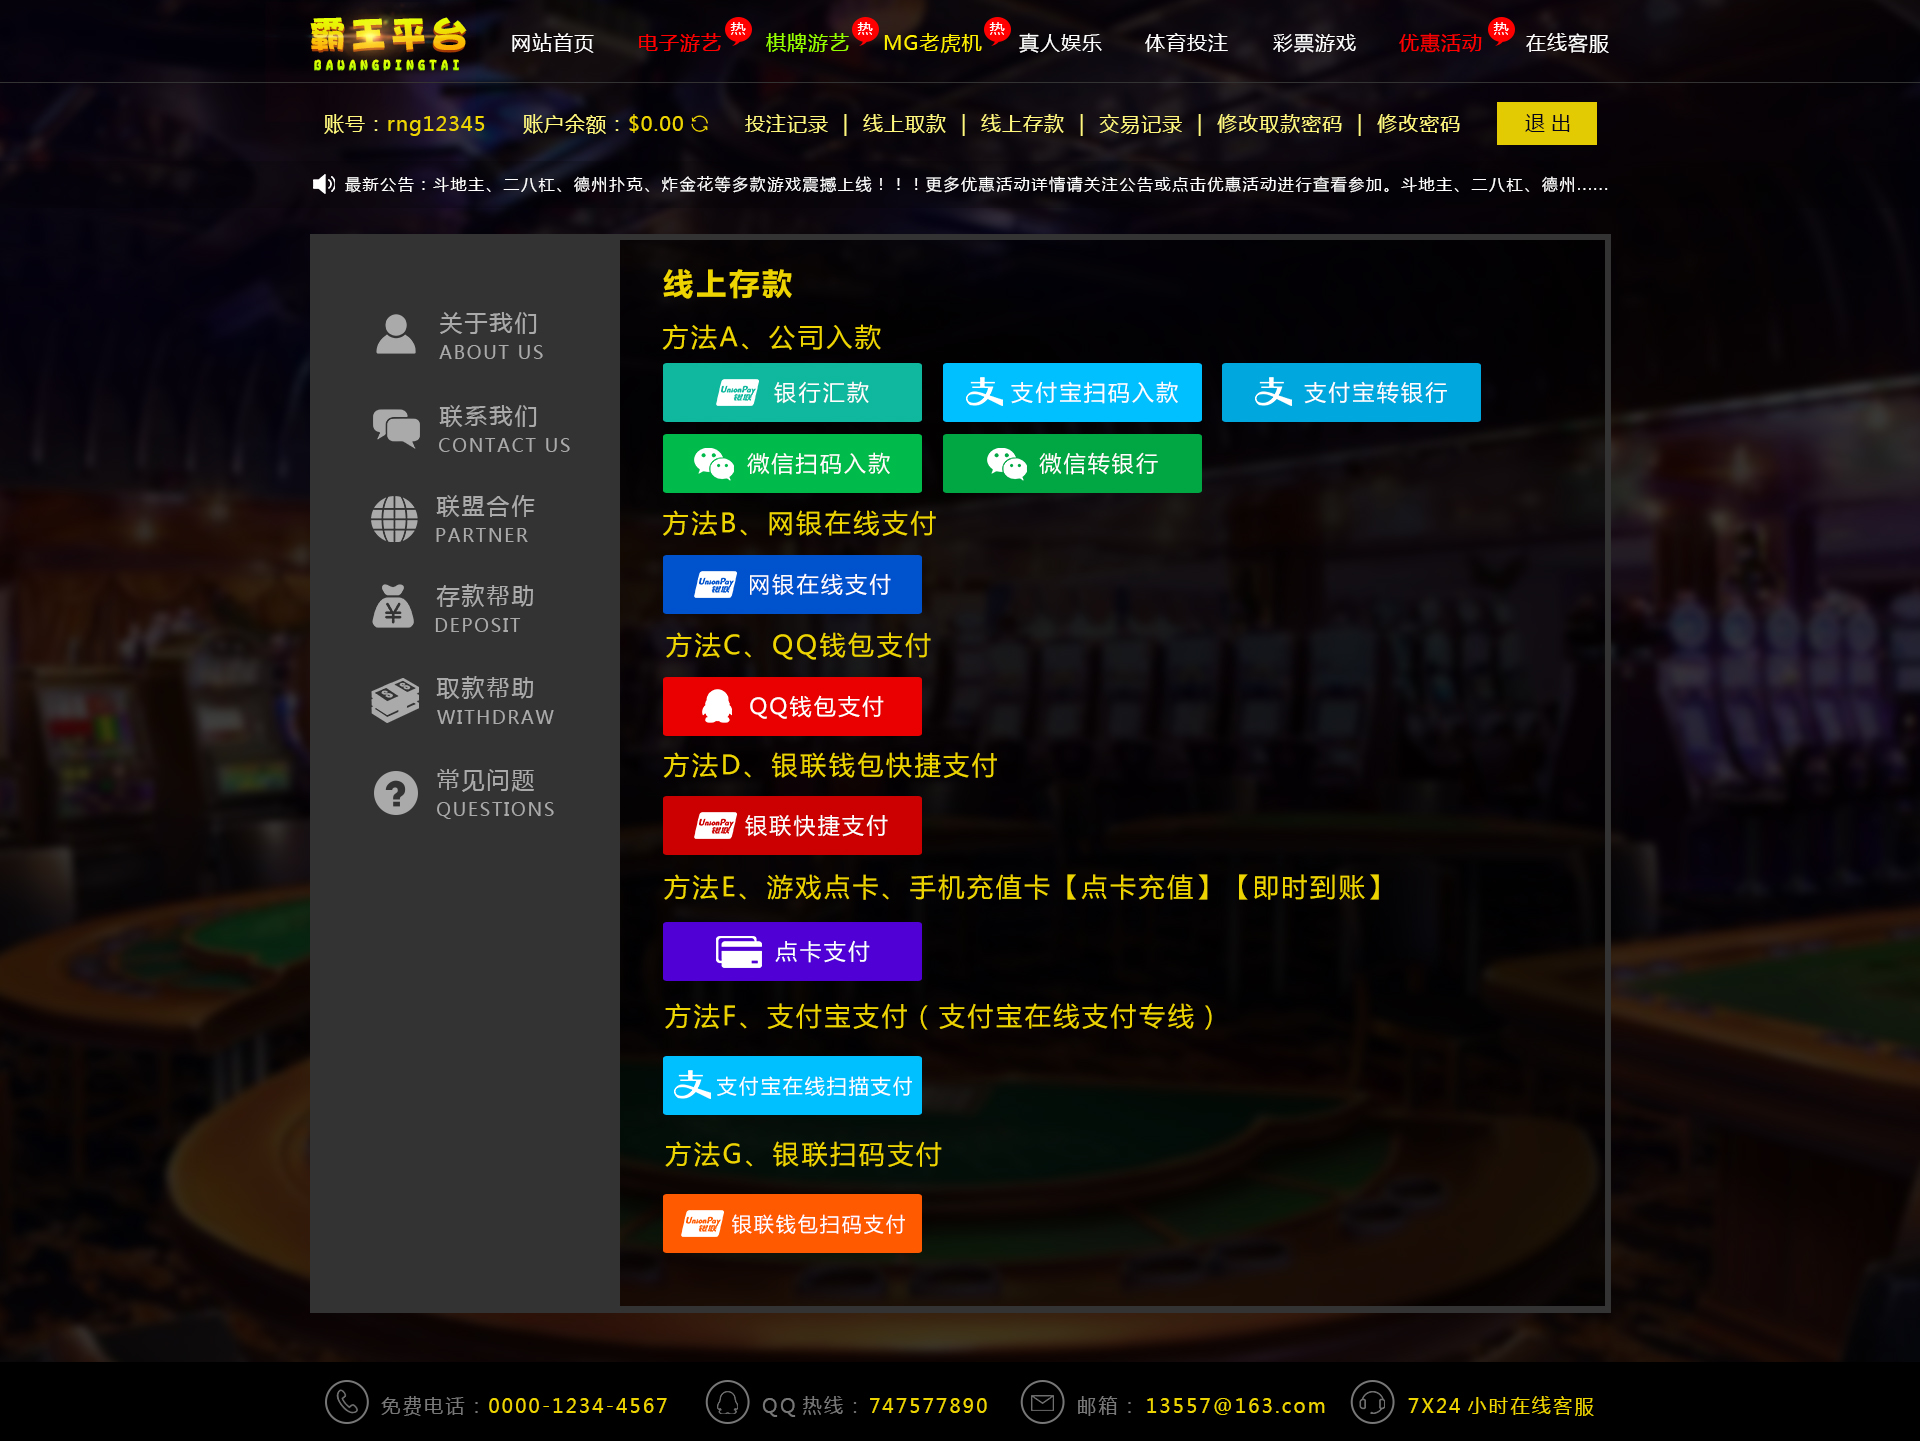 霸王平台
BAWANGDINGTAI
网站首页 电子游艺 热 棋牌游艺 热 MG老虎机 热 真人娱乐 体育投注 彩票游戏 优惠活动 热 在线客服
账号：rng12345 账户余额：$0.00 投注记录 | 线上取款 | 线上存款 | 交易记录 | 修改取款密码 | 修改密码 退 出
最新公告：斗地主、二八杠、德州扑克、炸金花等多款游戏震撼上线！！！更多优惠活动详情请关注公告或点击优惠活动进行查看参加。斗地主、二八杠、德州......
关于我们
ABOUT US
联系我们
CONTACT US
联盟合作
PARTNER
存款帮助
DEPOSIT
取款帮助
WITHDRAW
常见问题
QUESTIONS
线上存款
方法A、公司入款
UnionPay 银联 银行汇款 支 支付宝扫码入款 支 支付宝转银行
微信扫码入款 微信转银行
方法B、网银在线支付
UnionPay 银联 网银在线支付
方法C、QQ钱包支付
QQ钱包支付
方法D、银联钱包快捷支付
UnionPay 银联 银联快捷支付
方法E、游戏点卡、手机充值卡【点卡充值】【即时到账】
点卡支付
方法F、支付宝支付（支付宝在线支付专线）
支 支付宝在线扫描支付
方法G、银联扫码支付
UnionPay 银联 银联钱包扫码支付
免费电话：0000-1234-4567 QQ 热线：747577890 邮箱：13557@163.com 7X24 小时在线客服